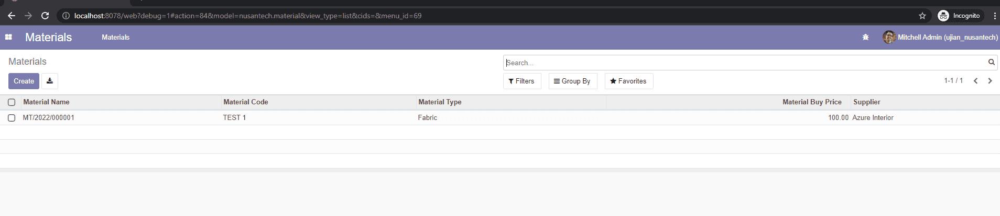 localhost:8078/web?debug=1#action=84&model=nusantech.material&view_type=list&cids=&menu_id=69
Incognito
Materials
Materials
Mitchell Admin (ujian_nusantech)
Materials
Search...
Create
Filters
Group By
Favorites
1-1 / 1
Material Name Material Code Material Type Material Buy Price Supplier
MT/2022/000001 TEST 1 Fabric 100.00 Azure Interior